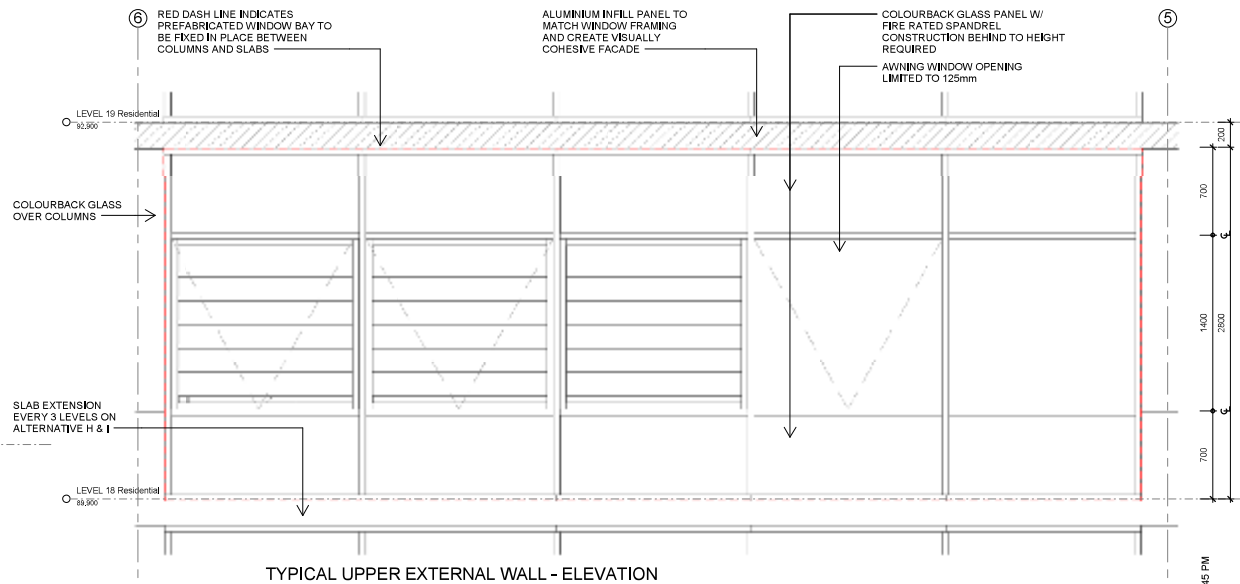 6
RED DASH LINE INDICATES
PREFABRICATED WINDOW BAY TO
BE FIXED IN PLACE BETWEEN
COLUMNS AND SLABS
ALUMINIUM INFILL PANEL TO
MATCH WINDOW FRAMING
AND CREATE VISUALLY
COHESIVE FACADE
COLOURBACK GLASS PANEL W/
FIRE RATED SPANDREL
CONSTRUCTION BEHIND TO HEIGHT
REQUIRED
AWNING WINDOW OPENING
LIMITED TO 125mm
5
LEVEL 19 Residential
92,900
200
700
COLOURBACK GLASS
OVER COLUMNS
1400
2800
SLAB EXTENSION
EVERY 3 LEVELS ON
ALTERNATIVE H & I
700
LEVEL 18 Residential
89,900
TYPICAL UPPER EXTERNAL WALL - ELEVATION
45 PM